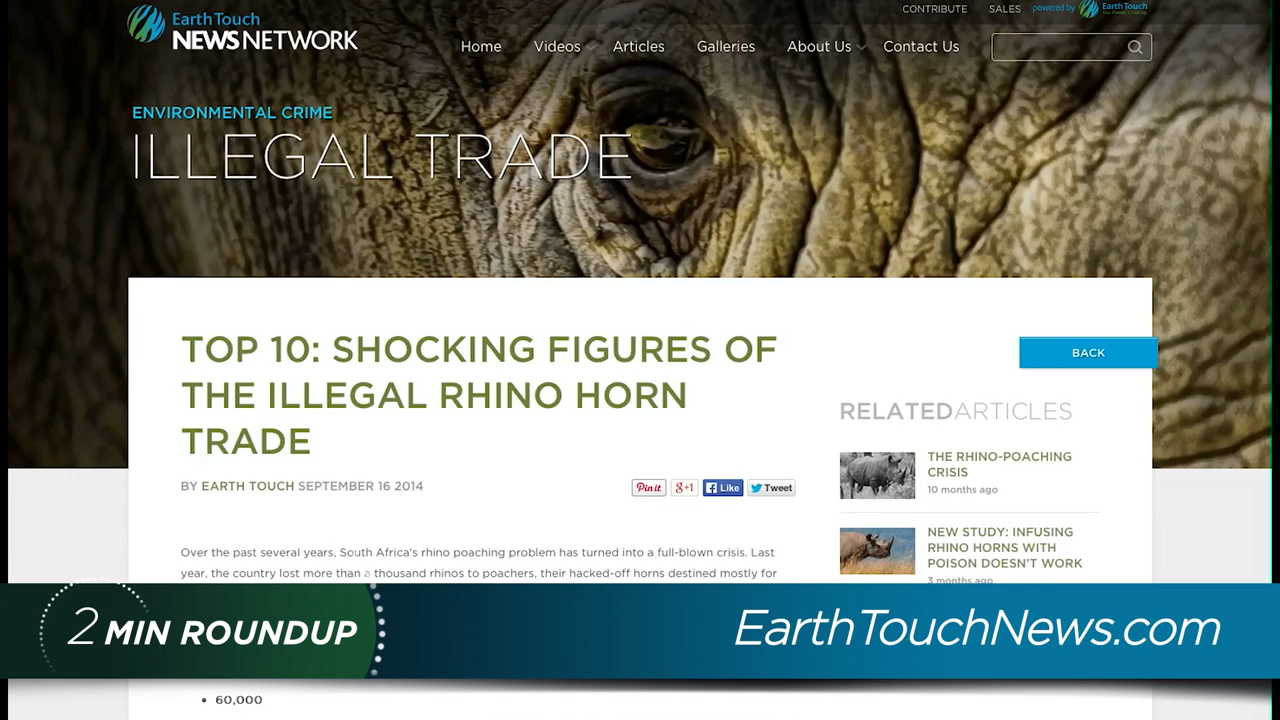 EarthTouch
NEWS NETWORK
CONTRIBUTE SALES powered by EarthTouch
Home Videos Articles Galleries About Us Contact Us
ENVIRONMENTAL CRIME
ILLEGAL TRADE
TOP 10: SHOCKING FIGURES OF
THE ILLEGAL RHINO HORN
TRADE
BY EARTH TOUCH SEPTEMBER 16 2014
Pin it g+1 Like Tweet
BACK
RELATEDARTICLES
THE RHINO-POACHING
CRISIS
10 months ago
NEW STUDY: INFUSING
RHINO HORNS WITH
POISON DOESN'T WORK
3 months ago
Over the past several years, South Africa's rhino poaching problem has turned into a full-blown crisis. Last
year, the country lost more than a thousand rhinos to poachers, their hacked-off horns destined mostly for
2 MIN ROUNDUP
EarthTouchNews.com
• 60,000